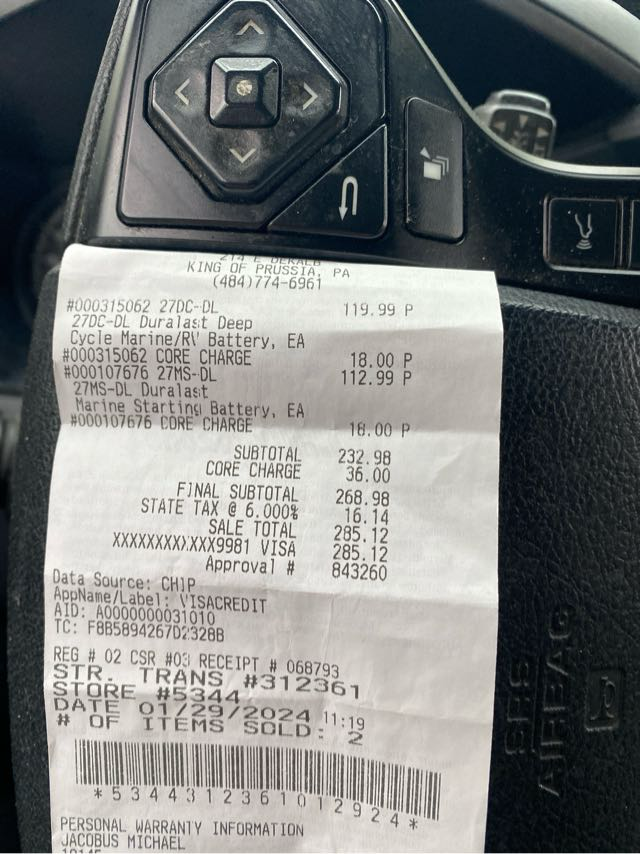 214 E DEKALB
KING OF PRUSSIA, PA
(484)774-6961
#000315062 27DC-DL 119.99 P
27DC-DL Duralast Deep
Cycle Marine/RV Battery, EA
#000315062 CORE CHARGE 18.00 P
#000107676 27MS-DL 112.99 P
27MS-DL Duralast
Marine Starting Battery, EA
#000107676 CORE CHARGE 18.00 P
SUBTOTAL 232.98
CORE CHARGE 36.00
FINAL SUBTOTAL 268.98
STATE TAX @ 6.000% 16.14
SALE TOTAL 285.12
XXXXXXXXXXXX9981 VISA 285.12
Approval # 843260
Data Source: CHIP
AppName/Label: VISACREDIT
AID: A0000000031010
TC: F8B5894267D2328B
REG # 02 CSR #03 RECEIPT # 068793
STR. TRANS #312361
STORE #5344
DATE 01/29/2024 11:19
# OF ITEMS SOLD: 2
*534431236101292​4*
PERSONAL WARRANTY INFORMATION
JACOBUS MICHAEL
SRS
AIRBAG